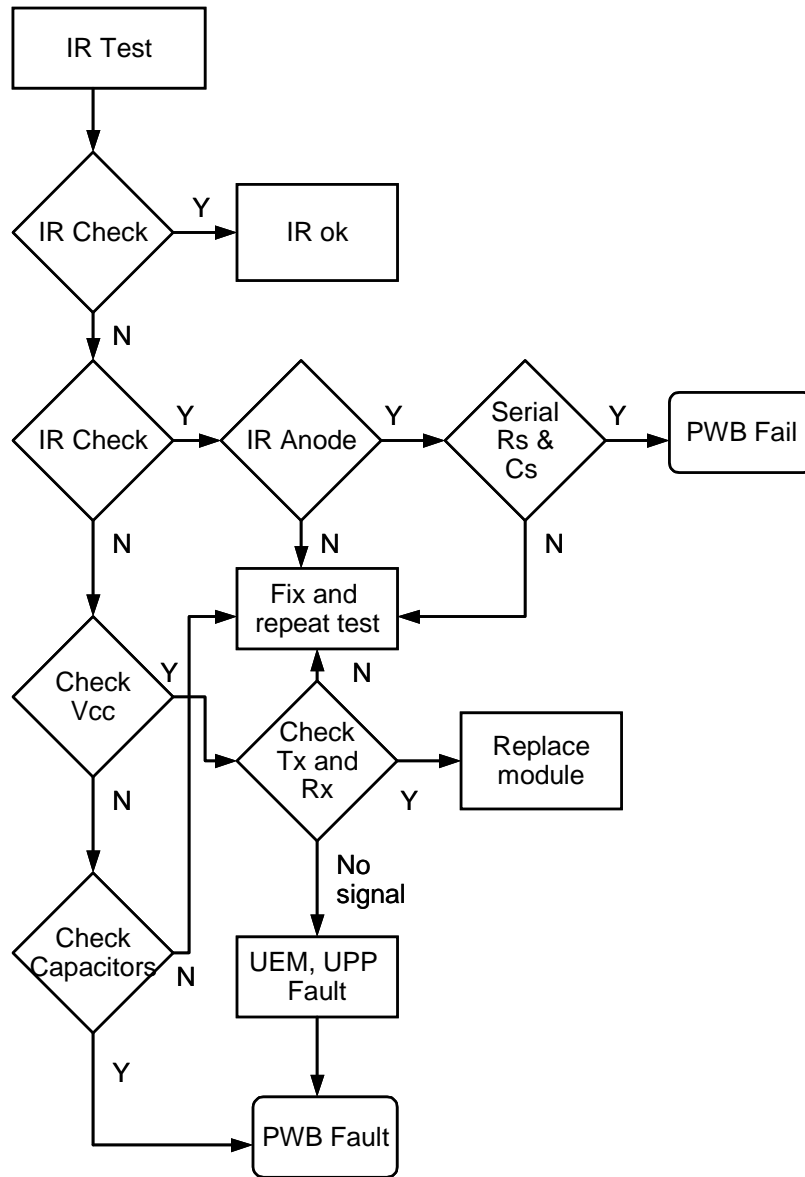 IR Test
IR Check
Y
IR ok
N
IR Check
Y
IR Anode
Y
Serial
Rs &
Cs
Y
PWB Fail
N
N
N
Fix and
repeat test
Check
Vcc
Y
N
Check
Tx and
Rx
Y
Replace
module
N
No
signal
Check
Capacitors
N
UEM, UPP
Fault
Y
PWB Fault